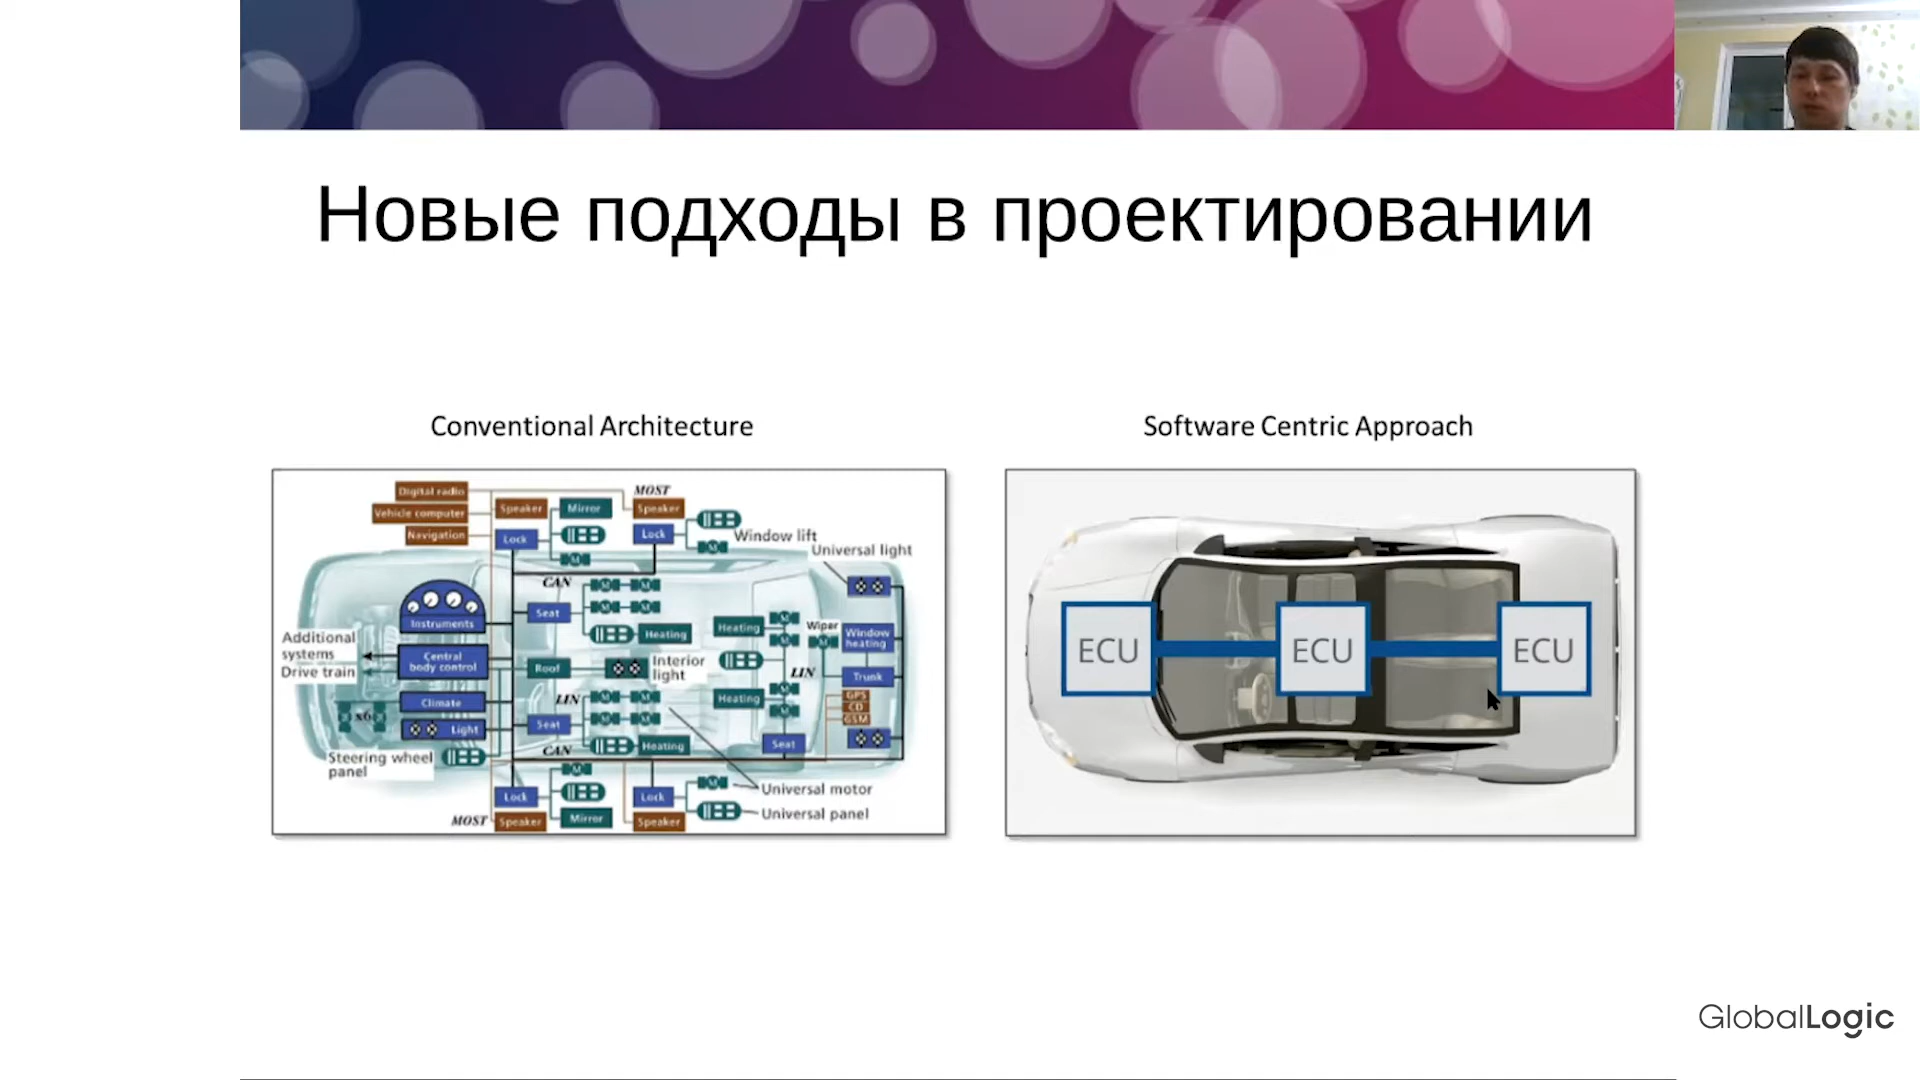 Новые подходы в проектировании
Conventional Architecture
Software Centric Approach
Digital radio
Vehicle computer
Navigation
Speaker
Mirror
MOST
Speaker
Lock
Lock
Window lift
Universal light
CAN
Instruments
Seat
Heating
Heating
Wiper
Window
heating
Additional
systems
Drive train
Central
body control
Roof
Interior
light
LIN
Trunk
Climate
LIN
Heating
GPS
CD
GSM
x6
Light
Seat
CAN
Heating
Seat
Steering wheel
panel
Universal motor
Lock
Lock
Universal panel
MOST
Speaker
Mirror
Speaker
ECU
ECU
ECU
GlobalLogic